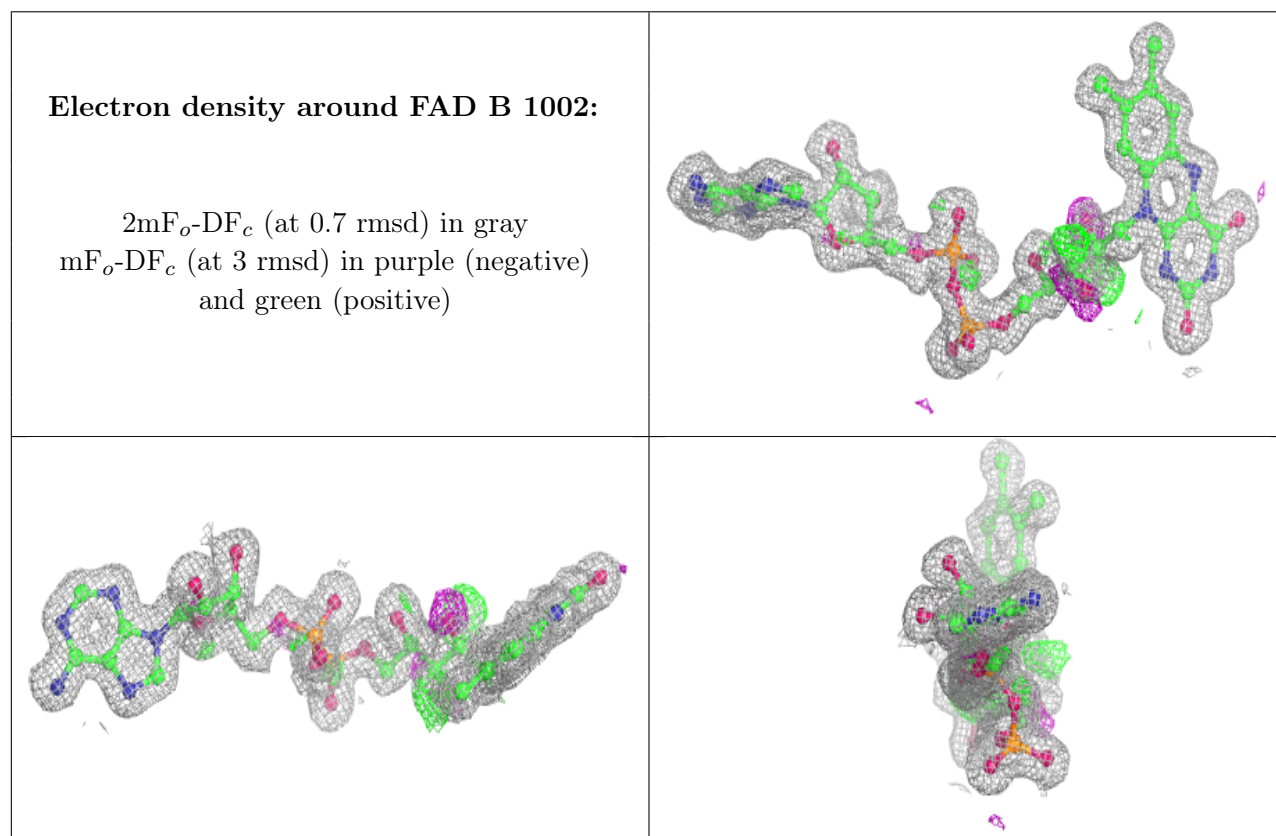 Electron density around FAD B 1002:
2mFo-DFc (at 0.7 rmsd) in gray
mFo-DFc (at 3 rmsd) in purple (negative)
and green (positive)